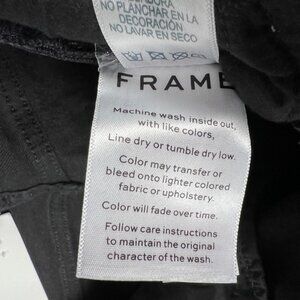 NO PLANCHAR EN LA
DECORACIÓN
NO LAVAR EN SECO
FRAME
Machine wash inside out,
with like colors,
Line dry or tumble dry low.
Color may transfer or
bleed onto lighter colored
fabric or upholstery.
Color will fade over time.
Follow care instructions
to maintain the original
character of the wash.